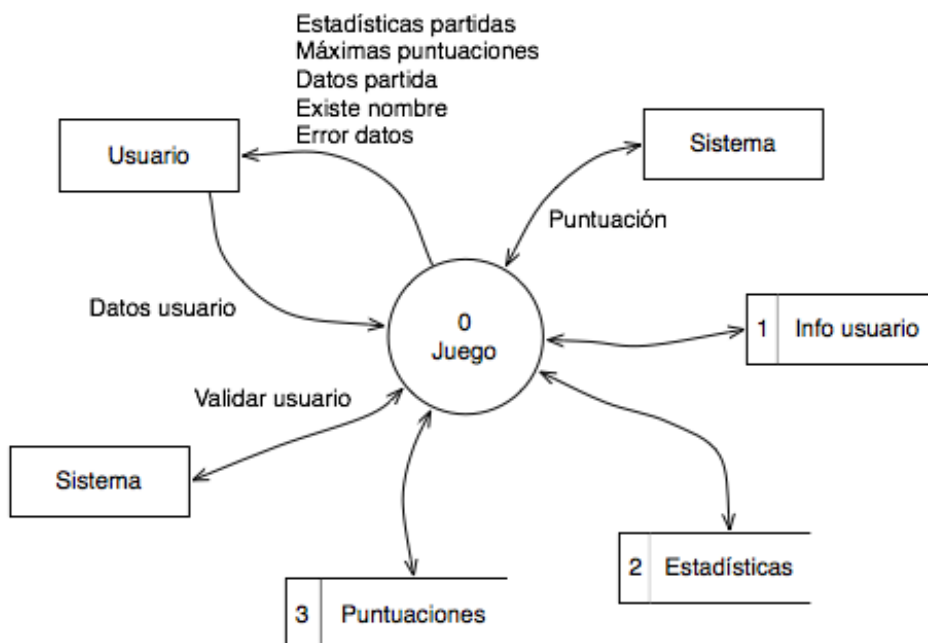 Estadísticas partidas
Máximas puntuaciones
Datos partida
Existe nombre
Error datos
Usuario
Sistema
Puntuación
Datos usuario
0
Juego
1 Info usuario
Validar usuario
Sistema
2 Estadísticas
3 Puntuaciones